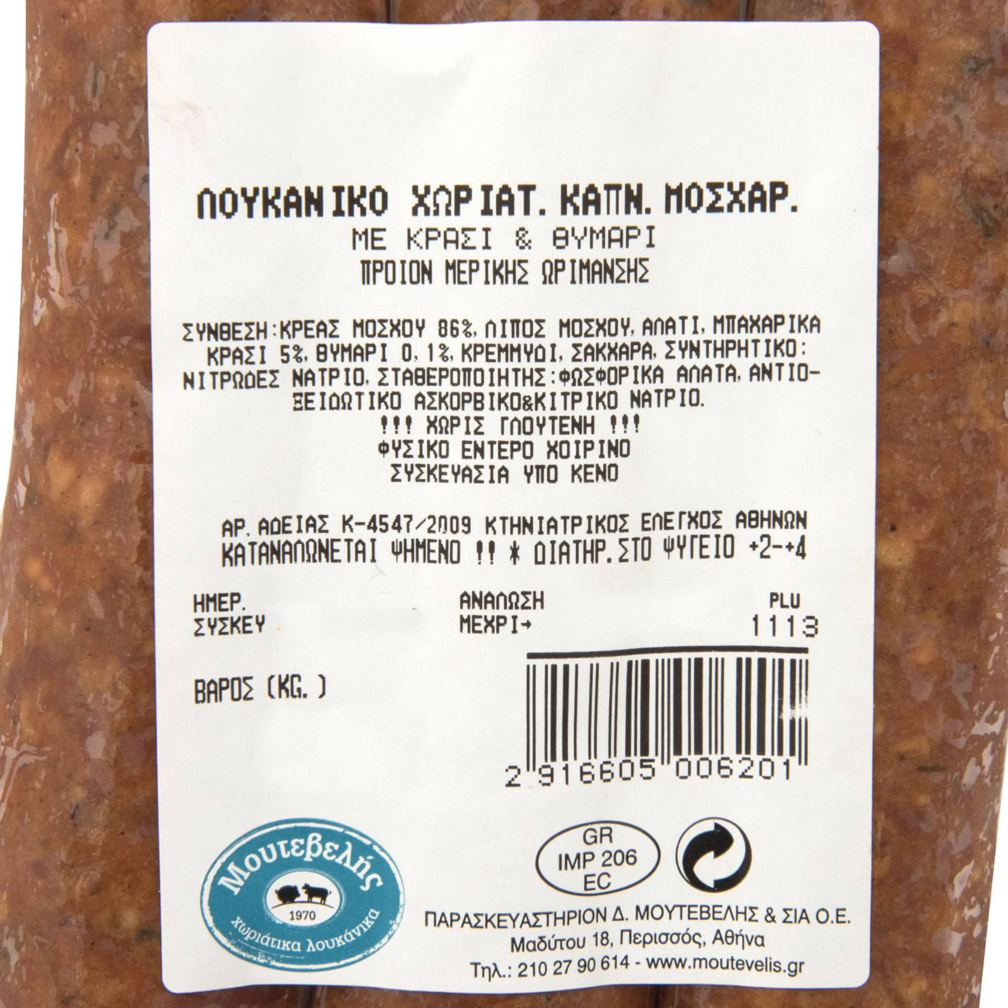 ΛΟΥΚΑΝΙΚΟ ΧΩΡΙΑΤ. ΚΑΠΝ. ΜΟΣΧΑΡ.
ΜΕ ΚΡΑΣΙ & ΘΥΜΑΡΙ
ΠΡΟΙΟΝ ΜΕΡΙΚΗΣ ΩΡΙΜΑΝΣΗΣ
ΣΥΝΘΕΣΗ:ΚΡΕΑΣ ΜΟΣΧΟΥ 86%, ΛΙΠΟΣ ΜΟΣΧΟΥ, ΑΛΑΤΙ, ΜΠΑΧΑΡΙΚΑ
ΚΡΑΣΙ 5%, ΘΥΜΑΡΙ 0,1%, ΚΡΕΜΜΥΔΙ, ΣΑΚΧΑΡΑ, ΣΥΝΤΗΡΗΤΙΚΟ:
ΝΙΤΡΩΔΕΣ ΝΑΤΡΙΟ, ΣΤΑΘΕΡΟΠΟΙΗΤΗΣ:ΦΩΣΦΟΡΙΚΑ ΑΛΑΤΑ, ΑΝΤΙΟ-
ΞΕΙΔΩΤΙΚΟ ΑΣΚΟΡΒΙΚΟ&ΚΙΤΡΙΚΟ ΝΑΤΡΙΟ.
!!! ΧΩΡΙΣ ΓΛΟΥΤΕΝΗ !!!
ΦΥΣΙΚΟ ΕΝΤΕΡΟ ΧΟΙΡΙΝΟ
ΣΥΣΚΕΥΑΣΙΑ ΥΠΟ ΚΕΝΟ
ΑΡ. ΑΔΕΙΑΣ Κ-4547/2009 ΚΤΗΝΙΑΤΡΙΚΟΣ ΕΛΕΓΧΟΣ ΑΘΗΝΩΝ
ΚΑΤΑΝΑΛΩΝΕΤΑΙ ΨΗΜΕΝΟ !! * ΔΙΑΤΗΡ. ΣΤΟ ΨΥΓΕΙΟ +2-+4
ΗΜΕΡ. ΑΝΑΛΩΣΗ PLU
ΣΥΣΚΕΥ ΜΕΧΡΙ→ 1113
ΒΑΡΟΣ (KG. )
2 916605 006201
Μουτεβελής
1970
χωριάτικα λουκάνικα
GR
IMP 206
EC
ΠΑΡΑΣΚΕΥΑΣΤΗΡΙΟΝ Δ. ΜΟΥΤΕΒΕΛΗΣ & ΣΙΑ Ο.Ε.
Μαδύτου 18, Περισσός, Αθήνα
Τηλ.: 210 27 90 614 - www.moutevelis.gr